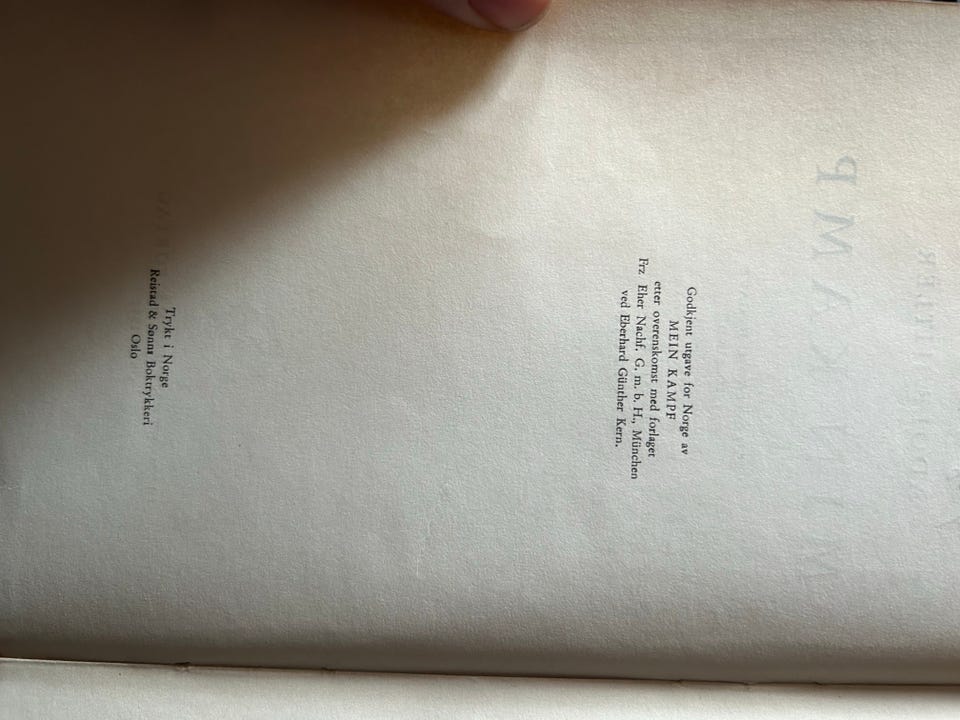 Godkjent utgave for Norge av
MEIN KAMPF
etter overenskomst med forlaget
Frz Eher Nachf. G. m. b. H., München
ved Eberhard Günther Kern.
Trykt i Norge
Reistad & Sønns Boktrykkeri
Oslo